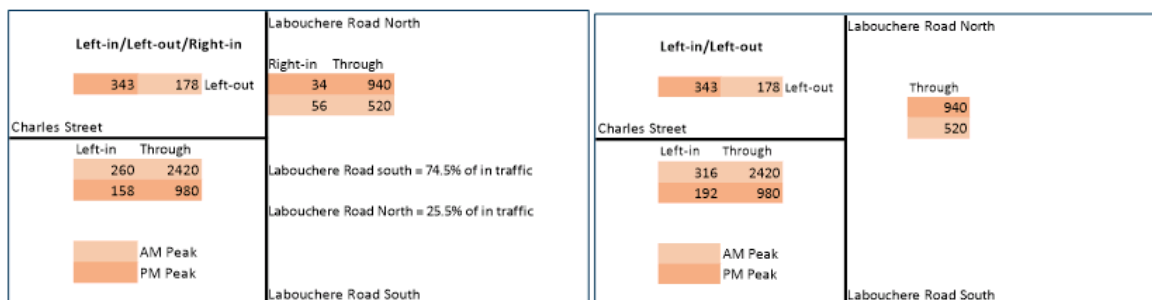 Labouchere Road North
Left-in/Left-out/Right-in
Right-in Through
343 178 Left-out
34 940
56 520
Charles Street
Left-in Through
260 2420
158 980
Labouchere Road south = 74.5% of in traffic
Labouchere Road North = 25.5% of in traffic
AM Peak
PM Peak
Labouchere Road South
Labouchere Road North
Left-in/Left-out
343 178 Left-out
Through
940
520
Charles Street
Left-in Through
316 2420
192 980
AM Peak
PM Peak
Labouchere Road South